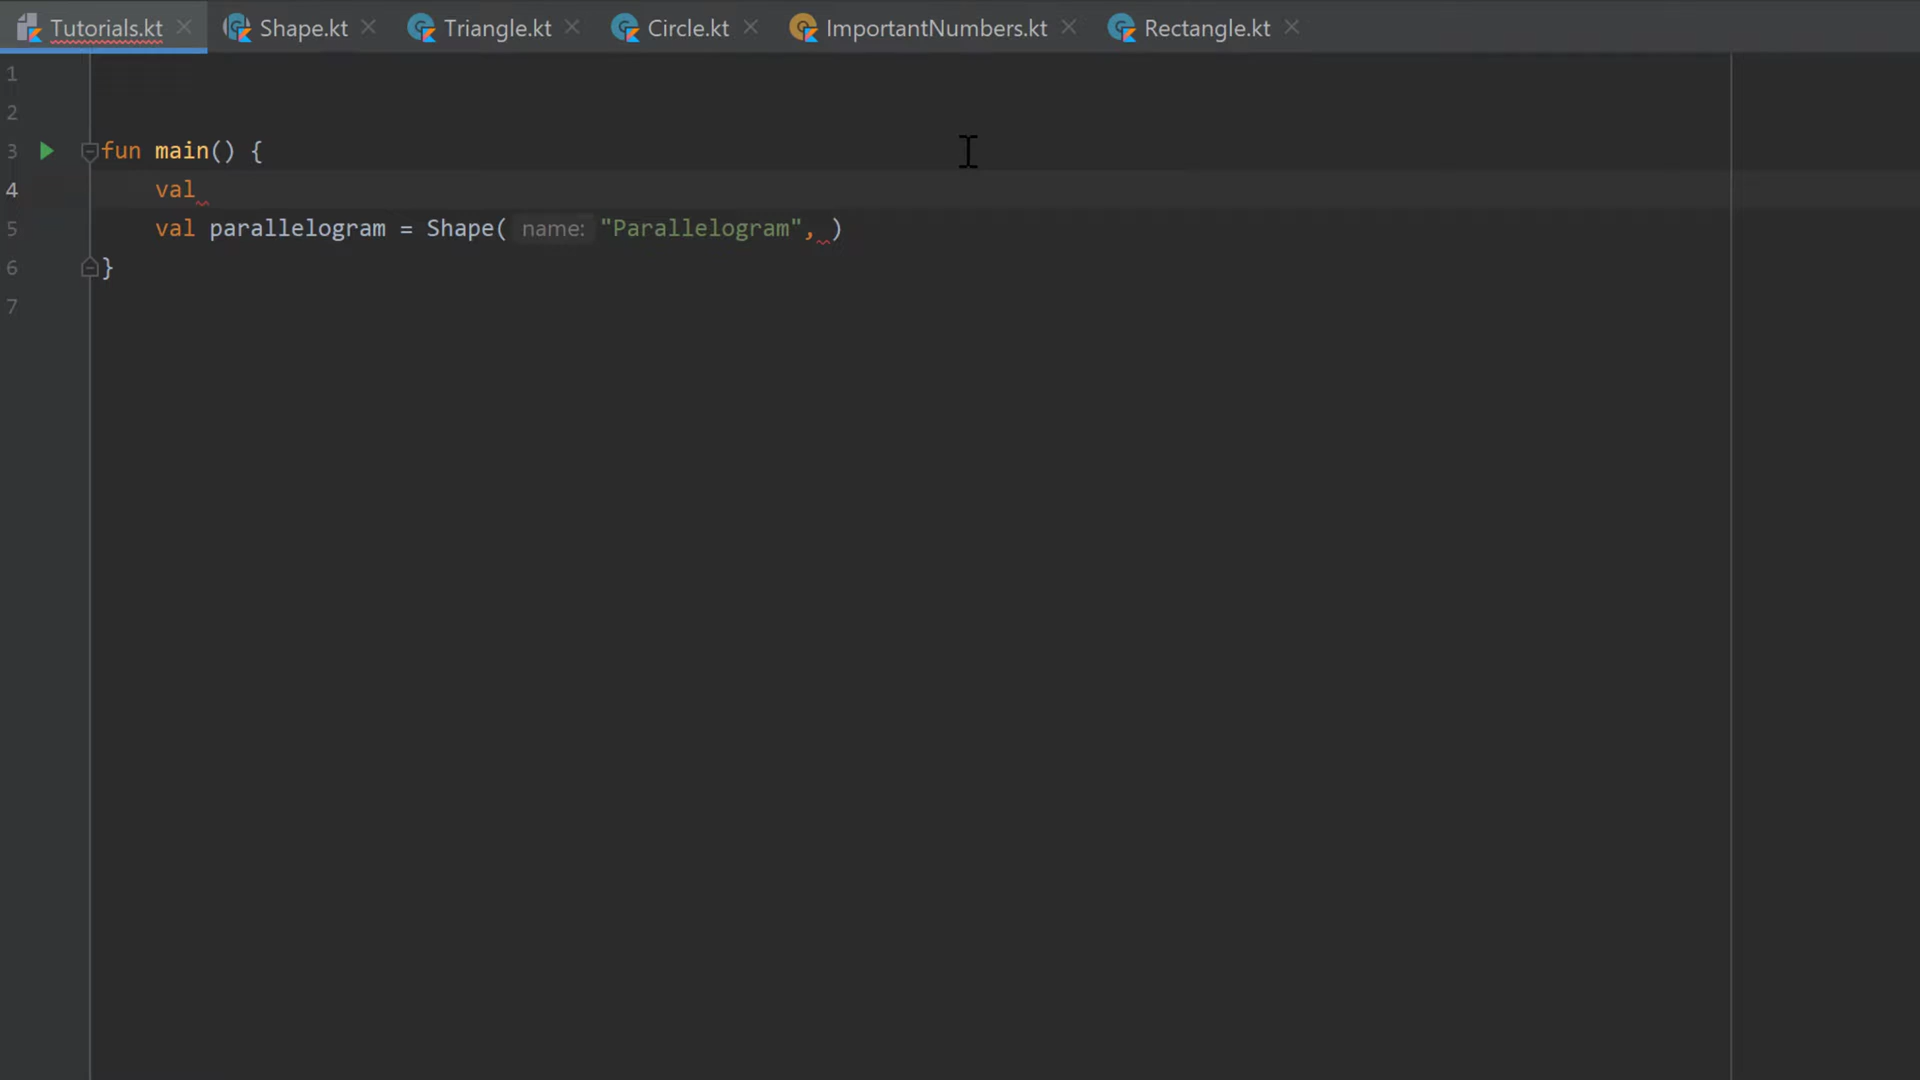 Tutorials.kt Shape.kt Triangle.kt Circle.kt ImportantNumbers.kt Rectangle.kt
1
2
3 fun main() {
4 val
5 val parallelogram = Shape( name: "Parallelogram", )
6 }
7